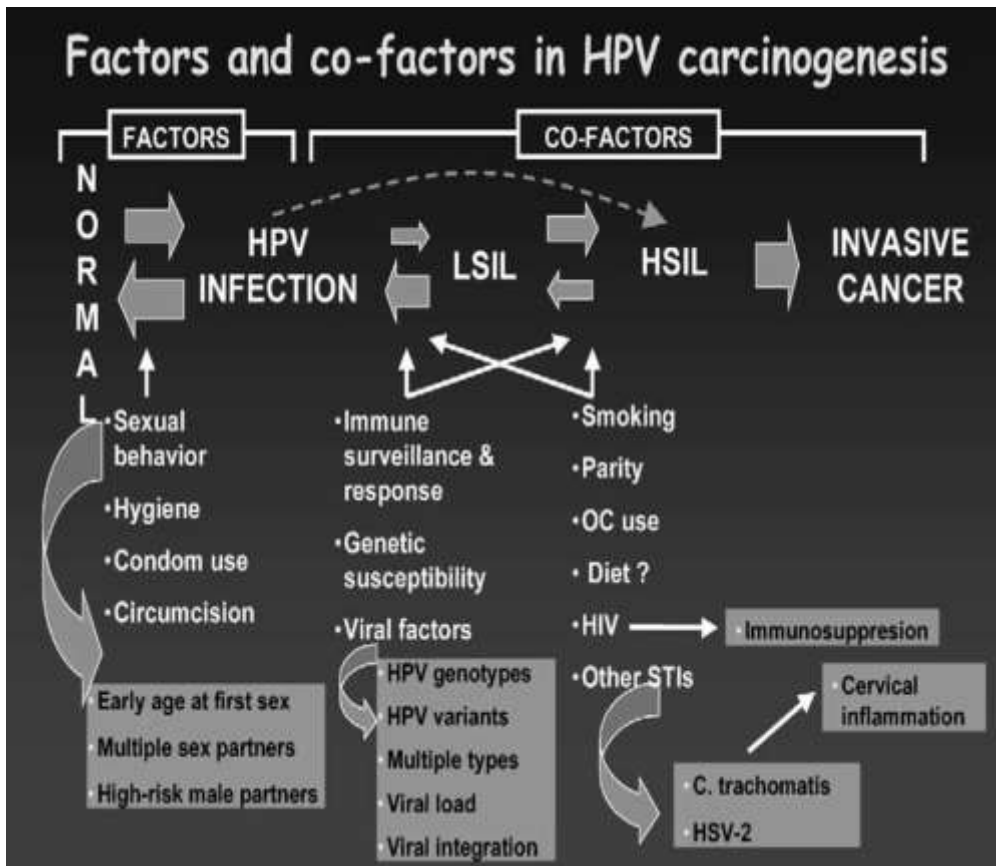 Factors and co-factors in HPV carcinogenesis
FACTORS
CO-FACTORS
NORMAL
HPV
INFECTION
LSIL
HSIL
INVASIVE
CANCER
·Sexual
behavior
·Hygiene
·Condom use
·Circumcision
·Early age at first sex
·Multiple sex partners
·High-risk male partners
·Immune
surveillance &
response
·Genetic
susceptibility
·Viral factors
·HPV genotypes
·HPV variants
·Multiple types
·Viral load
·Viral integration
·Smoking
·Parity
·OC use
· Diet ?
·HIV
·Immunosuppresion
·Other STIs
·Cervical
inflammation
·C. trachomatis
·HSV-2